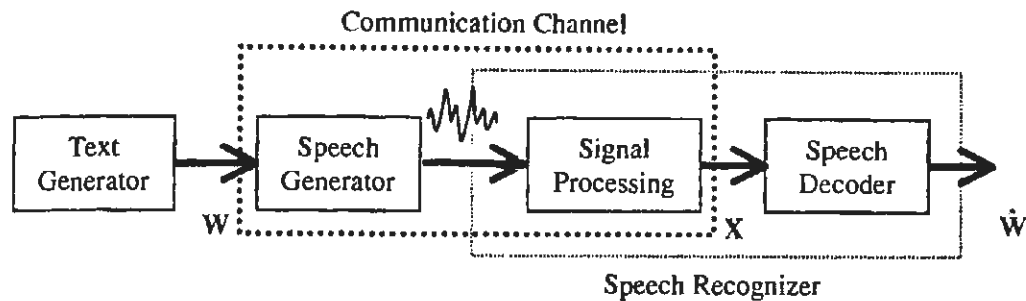 Communication Channel
Text
Generator
Speech
Generator
Signal
Processing
Speech
Decoder
W
X
Ẇ
Speech Recognizer